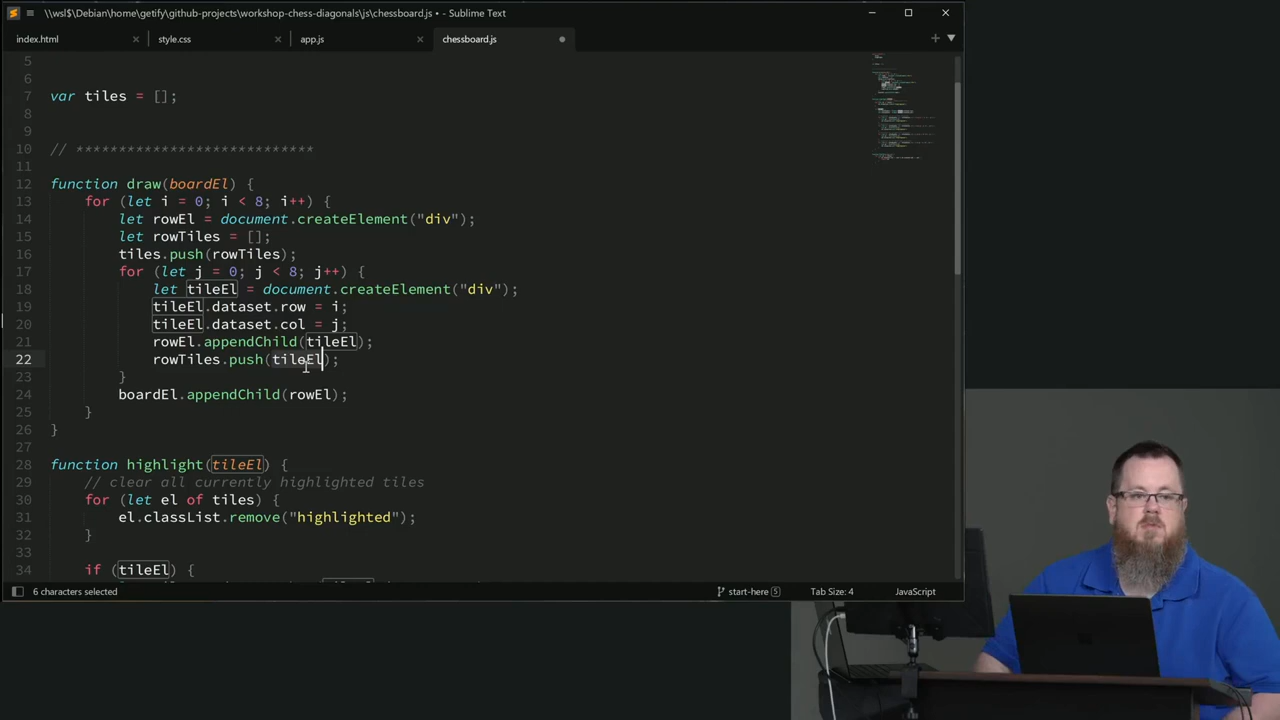 \\wsl$\Debian\home\getify\github-projects\workshop-chess-diagonals\js\chessboard.js • - Sublime Text
index.html
style.css
app.js
chessboard.js
5
6
7 var tiles = [];
8
9
10 // ****************************
11
12 function draw(boardEl) {
13 for (let i = 0; i < 8; i++) {
14 let rowEl = document.createElement("div");
15 let rowTiles = [];
16 tiles.push(rowTiles);
17 for (let j = 0; j < 8; j++) {
18 let tileEl = document.createElement("div");
19 tileEl.dataset.row = i;
20 tileEl.dataset.col = j;
21 rowEl.appendChild(tileEl);
22 rowTiles.push(tileEl);
23 }
24 boardEl.appendChild(rowEl);
25 }
26 }
27
28 function highlight(tileEl) {
29 // clear all currently highlighted tiles
30 for (let el of tiles) {
31 el.classList.remove("highlighted");
32 }
33
34 if (tileEl) {
6 characters selected
start-here 5
Tab Size: 4
JavaScript